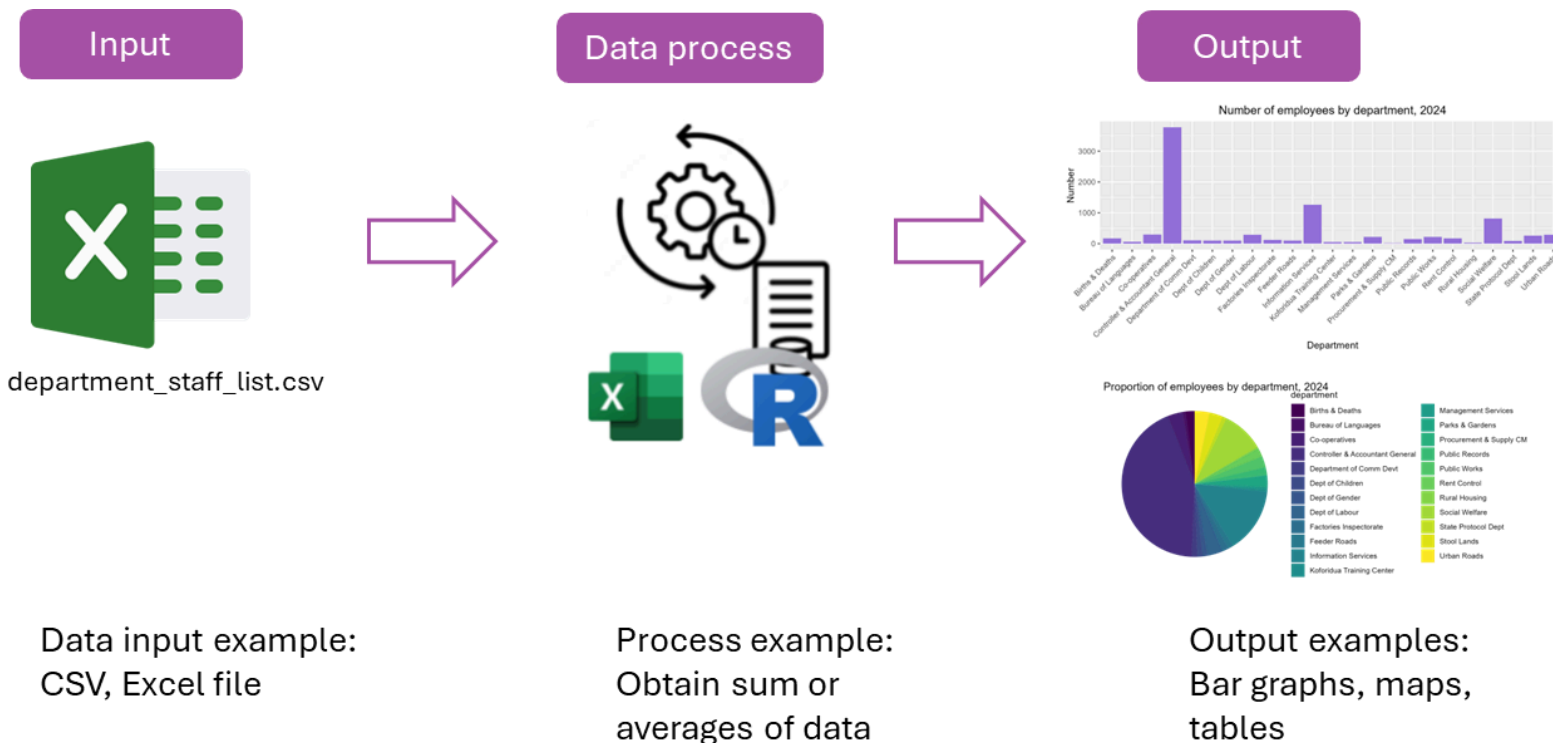 Input
Data process
Output
X
department_staff_list.csv
X
R
Number of employees by department, 2024
Number
3000
2000
1000
0
Births & Deaths
Bureau of Languages
Co-operatives
Controller & Accountant General
Department of Comm Devt
Dept of Children
Dept of Gender
Dept of Labour
Factories Inspectorate
Feeder Roads
Information Services
Koforidua Training Center
Management Services
Parks & Gardens
Procurement & Supply CM
Public Records
Public Works
Rent Control
Rural Housing
Social Welfare
State Protocol Dept
Stool Lands
Urban Roads
Department
Proportion of employees by department, 2024
department
Births & Deaths
Bureau of Languages
Co-operatives
Controller & Accountant General
Department of Comm Devt
Dept of Children
Dept of Gender
Dept of Labour
Factories Inspectorate
Feeder Roads
Information Services
Koforidua Training Center
Management Services
Parks & Gardens
Procurement & Supply CM
Public Records
Public Works
Rent Control
Rural Housing
Social Welfare
State Protocol Dept
Stool Lands
Urban Roads
Data input example:
CSV, Excel file
Process example:
Obtain sum or
averages of data
Output examples:
Bar graphs, maps,
tables